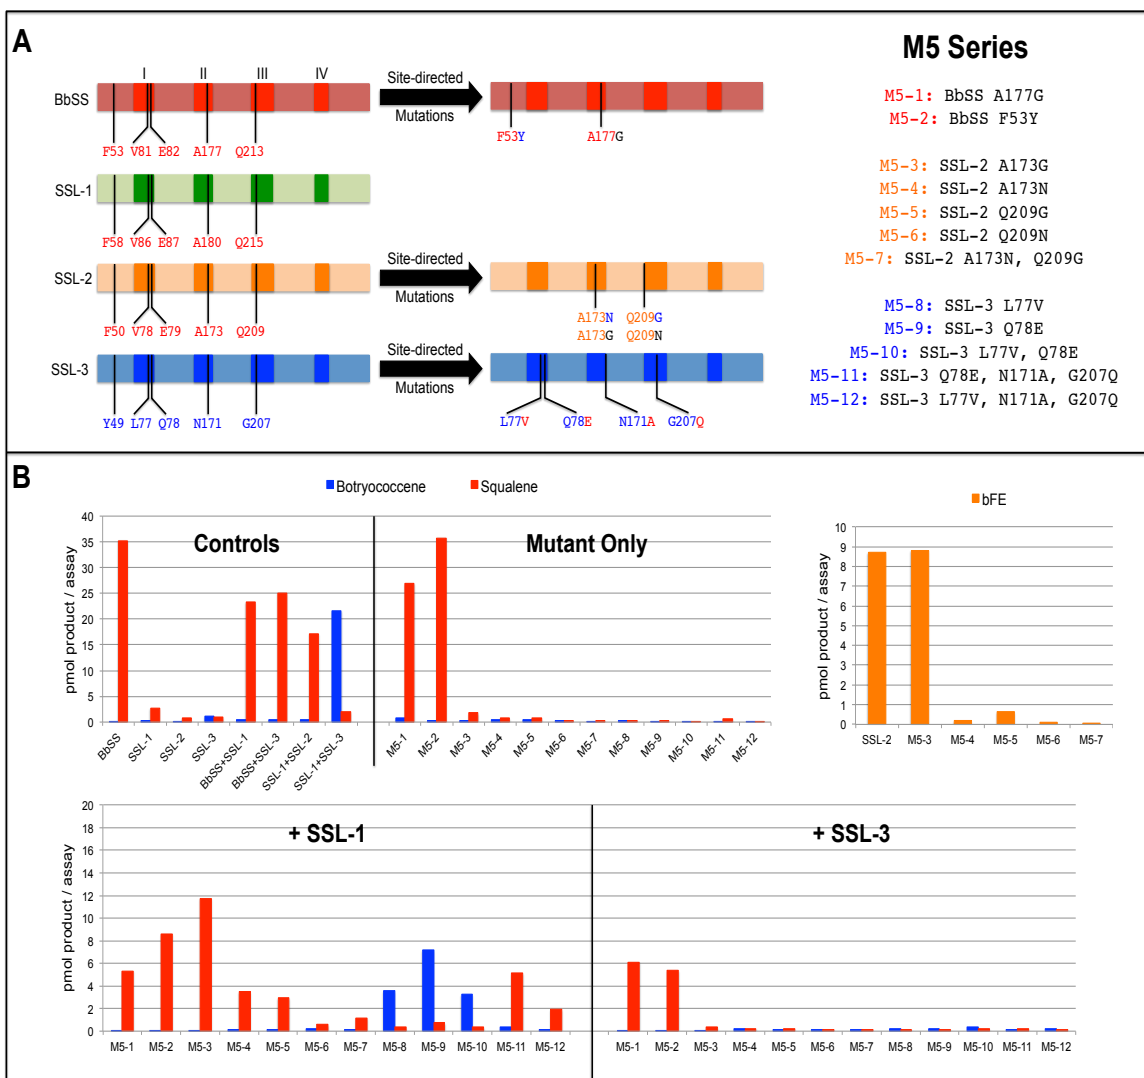 A
M5 Series
I II III IV
BbSS
Site-directed
Mutations
F53 V81 E82 A177 Q213
F53Y A177G
SSL-1
F58 V86 E87 A180 Q215
SSL-2
Site-directed
Mutations
F50 V78 E79 A173 Q209
A173N Q209G
A173G Q209N
SSL-3
Site-directed
Mutations
Y49 L77 Q78 N171 G207
L77V Q78E N171A G207Q
M5-1: BbSS A177G
M5-2: BbSS F53Y
M5-3: SSL-2 A173G
M5-4: SSL-2 A173N
M5-5: SSL-2 Q209G
M5-6: SSL-2 Q209N
M5-7: SSL-2 A173N, Q209G
M5-8: SSL-3 L77V
M5-9: SSL-3 Q78E
M5-10: SSL-3 L77V, Q78E
M5-11: SSL-3 Q78E, N171A, G207Q
M5-12: SSL-3 L77V, N171A, G207Q
B
Botryococcene Squalene
Controls
Mutant Only
pmol product / assay
40
35
30
25
20
15
10
5
0
BbSS SSL-1 SSL-2 SSL-3 BbSS+SSL-1 BbSS+SSL-3 SSL-1+SSL-2 SSL-1+SSL-3
M5-1 M5-2 M5-3 M5-4 M5-5 M5-6 M5-7 M5-8 M5-9 M5-10 M5-11 M5-12
bFE
pmol product / assay
10
9
8
7
6
5
4
3
2
1
0
SSL-2 M5-3 M5-4 M5-5 M5-6 M5-7
+ SSL-1
+ SSL-3
pmol product / assay
20
18
16
14
12
10
8
6
4
2
0
M5-1 M5-2 M5-3 M5-4 M5-5 M5-6 M5-7 M5-8 M5-9 M5-10 M5-11 M5-12
M5-1 M5-2 M5-3 M5-4 M5-5 M5-6 M5-7 M5-8 M5-9 M5-10 M5-11 M5-12